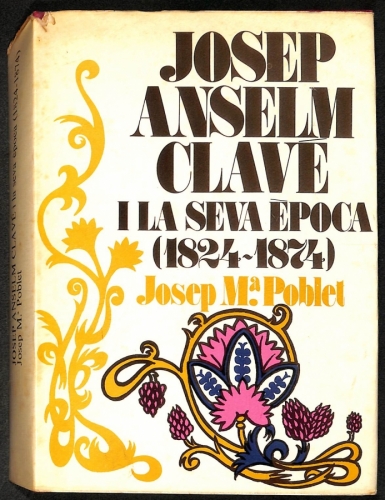 JOSEP
ANSELM
CLAVÉ
I LA SEVA ÈPOCA
(1824-1874)
Josep Mª. Poblet
JOSEP ANSELM CLAVÉ i la seva època (1824-1874)
Josep Mª. Poblet